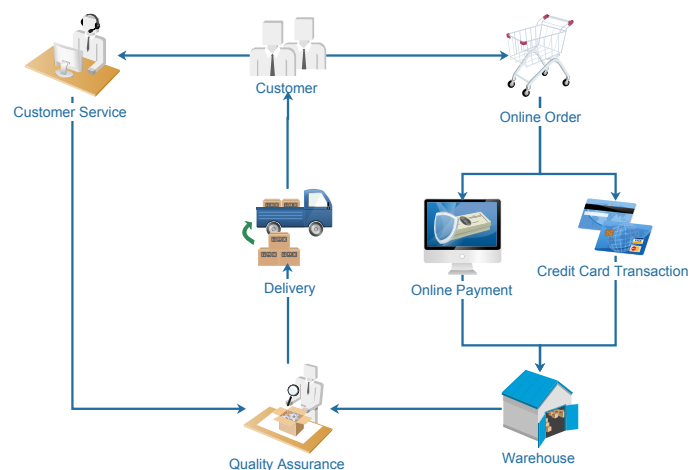 Customer
Customer Service
Online Order
Delivery
Online Payment
Credit Card Transaction
Quality Assurance
Warehouse